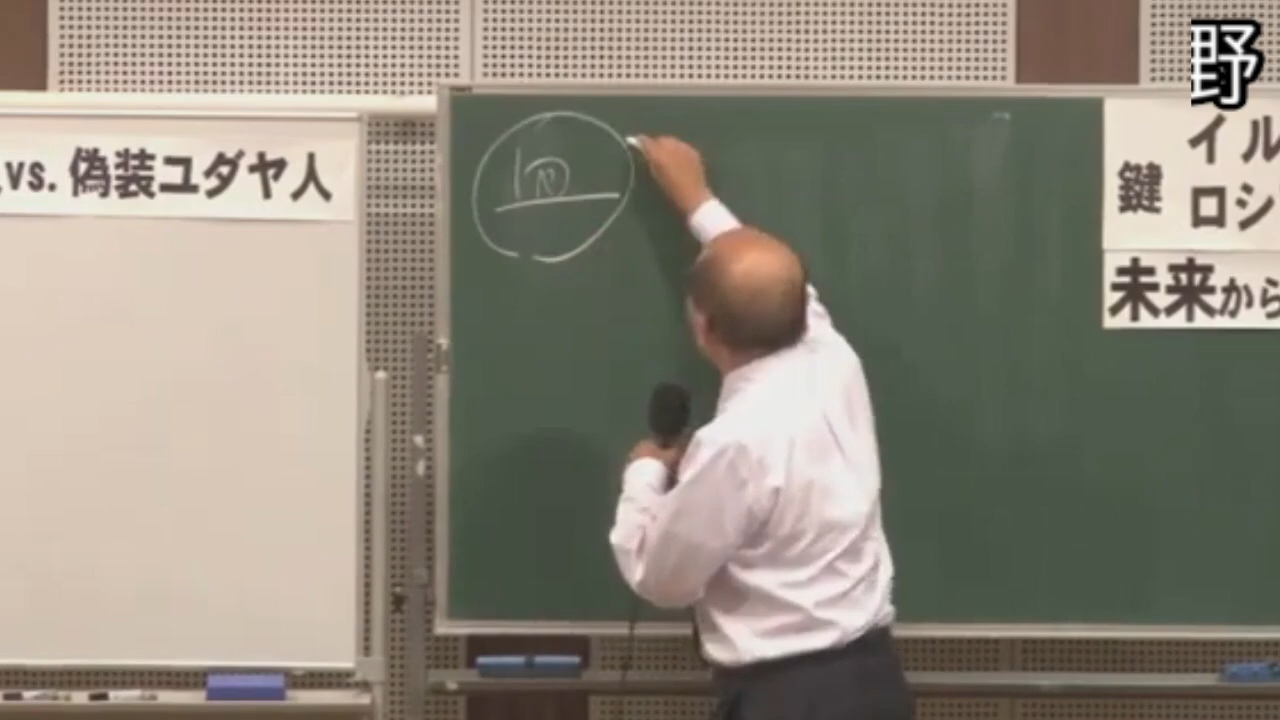 vs.偽装ユダヤ人
野
鍵
イル
ロシ
未来から